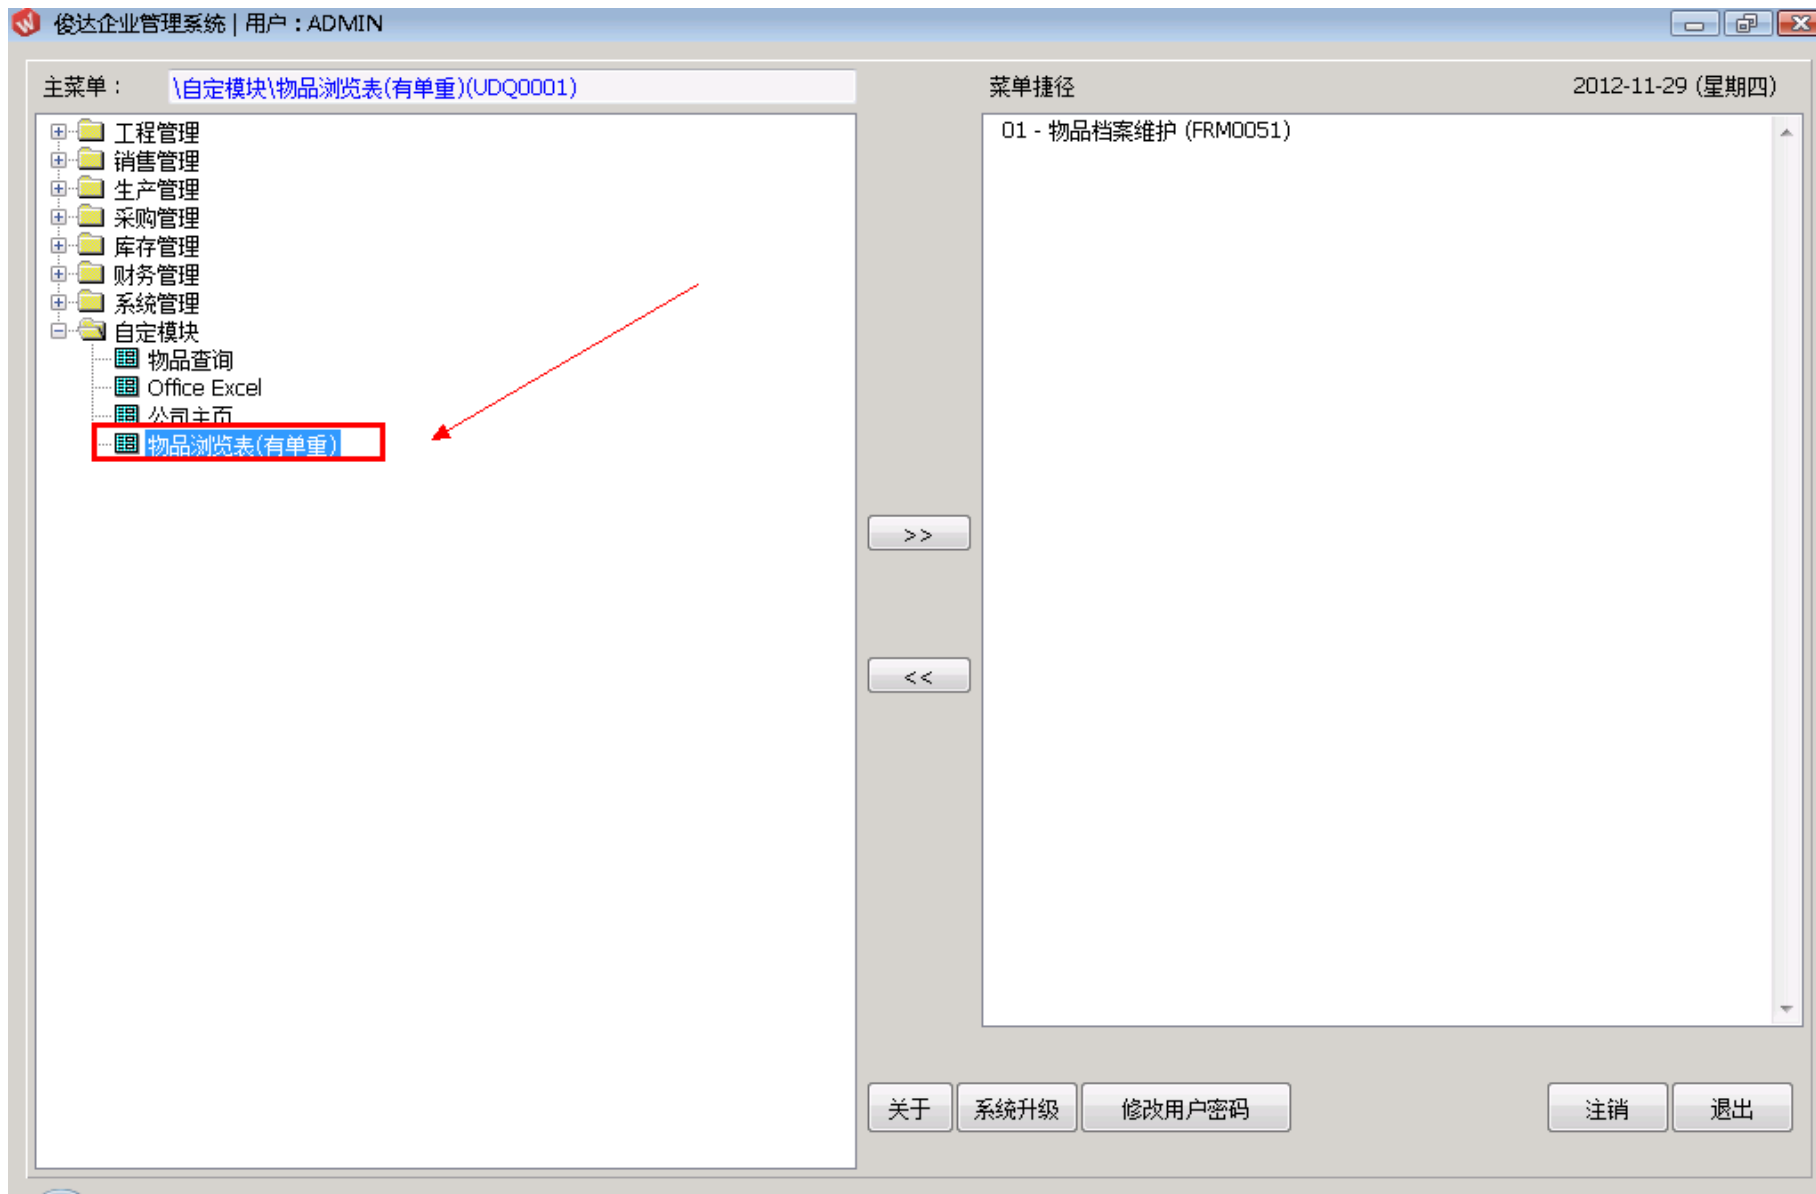 俊达企业管理系统 | 用户：ADMIN
主菜单： \自定模块\物品浏览表(有单重)(UDQ0001)
菜单捷径 2012-11-29 (星期四)
工程管理
销售管理
生产管理
采购管理
库存管理
财务管理
系统管理
自定模块
物品查询
Office Excel
公司主页
物品浏览表(有单重)
01 - 物品档案维护 (FRM0051)
>>
<<
关于 系统升级 修改用户密码 注销 退出